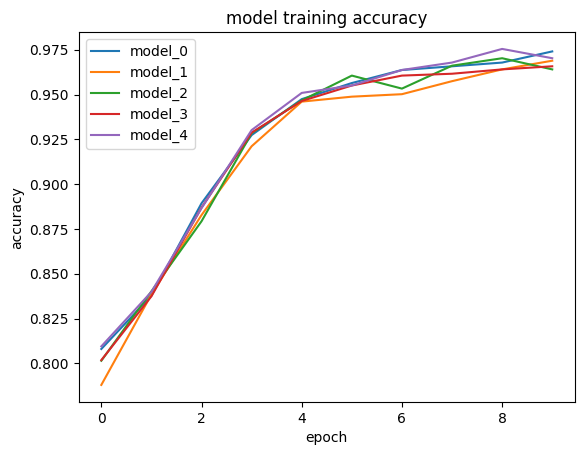 model training accuracy
0.975
0.950
0.925
0.900
0.875
0.850
0.825
0.800
accuracy
model_0
model_1
model_2
model_3
model_4
0 2 4 6 8
epoch